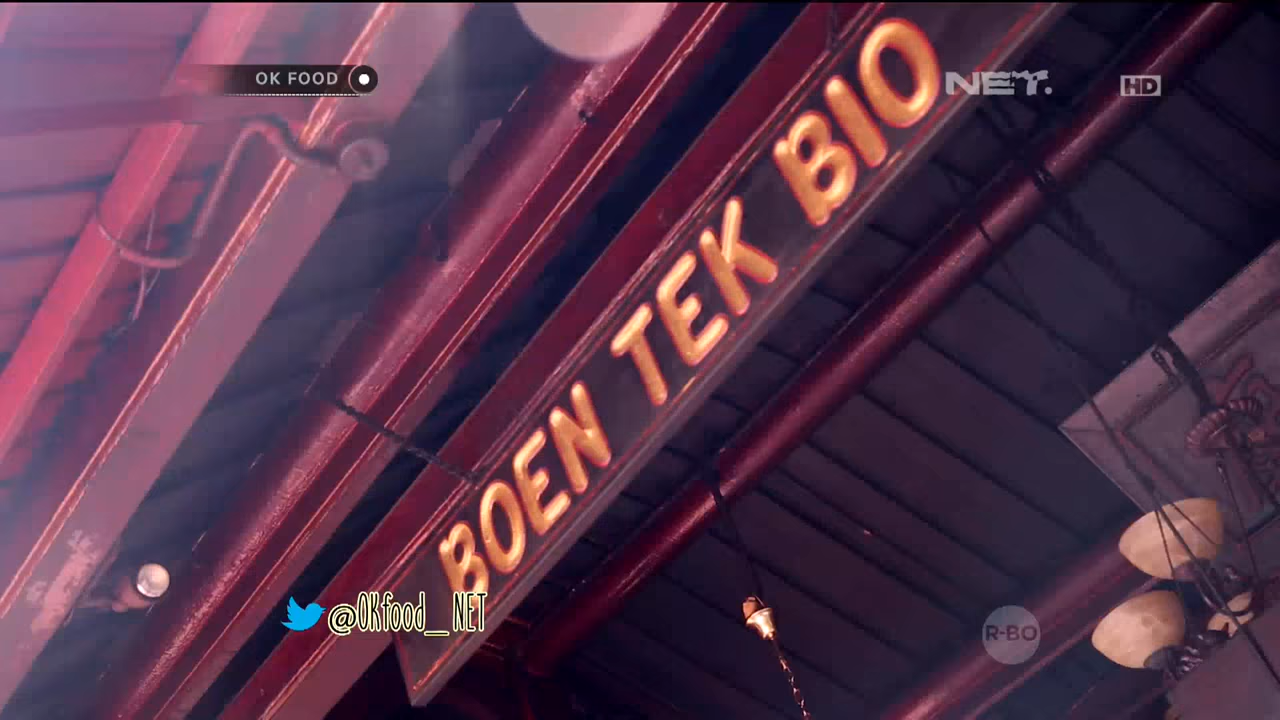 OK FOOD
NET.
HD
BOEN TEK BIO
@OKfood_NET
R-BO